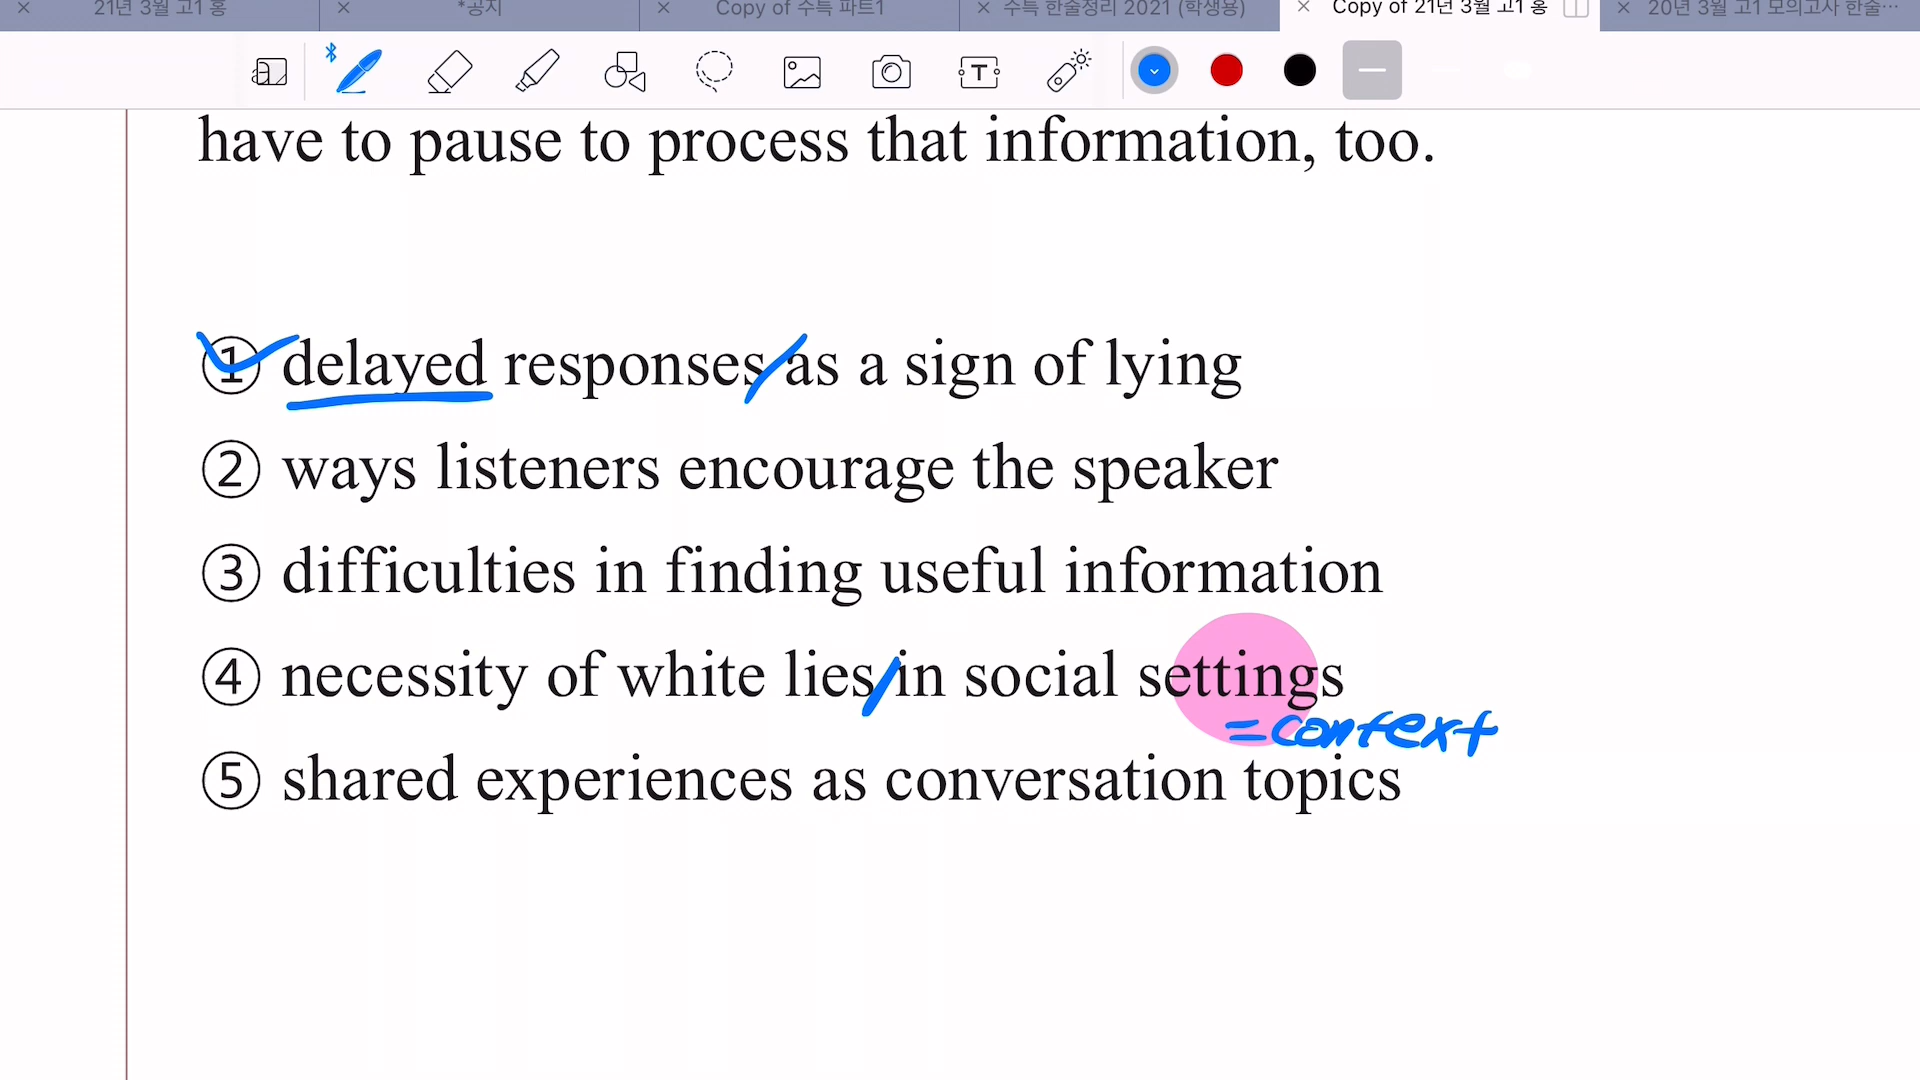 21년 3월 고1 홍
*공지
Copy of 수특 파트1
수특 한술정리 2021 (학생용)
Copy of 21년 3월 고1 홍
20년 3월 고1 모의고사 한술…
have to pause to process that information, too.
① delayed responses as a sign of lying
② ways listeners encourage the speaker
③ difficulties in finding useful information
④ necessity of white lies in social settings
=context
⑤ shared experiences as conversation topics